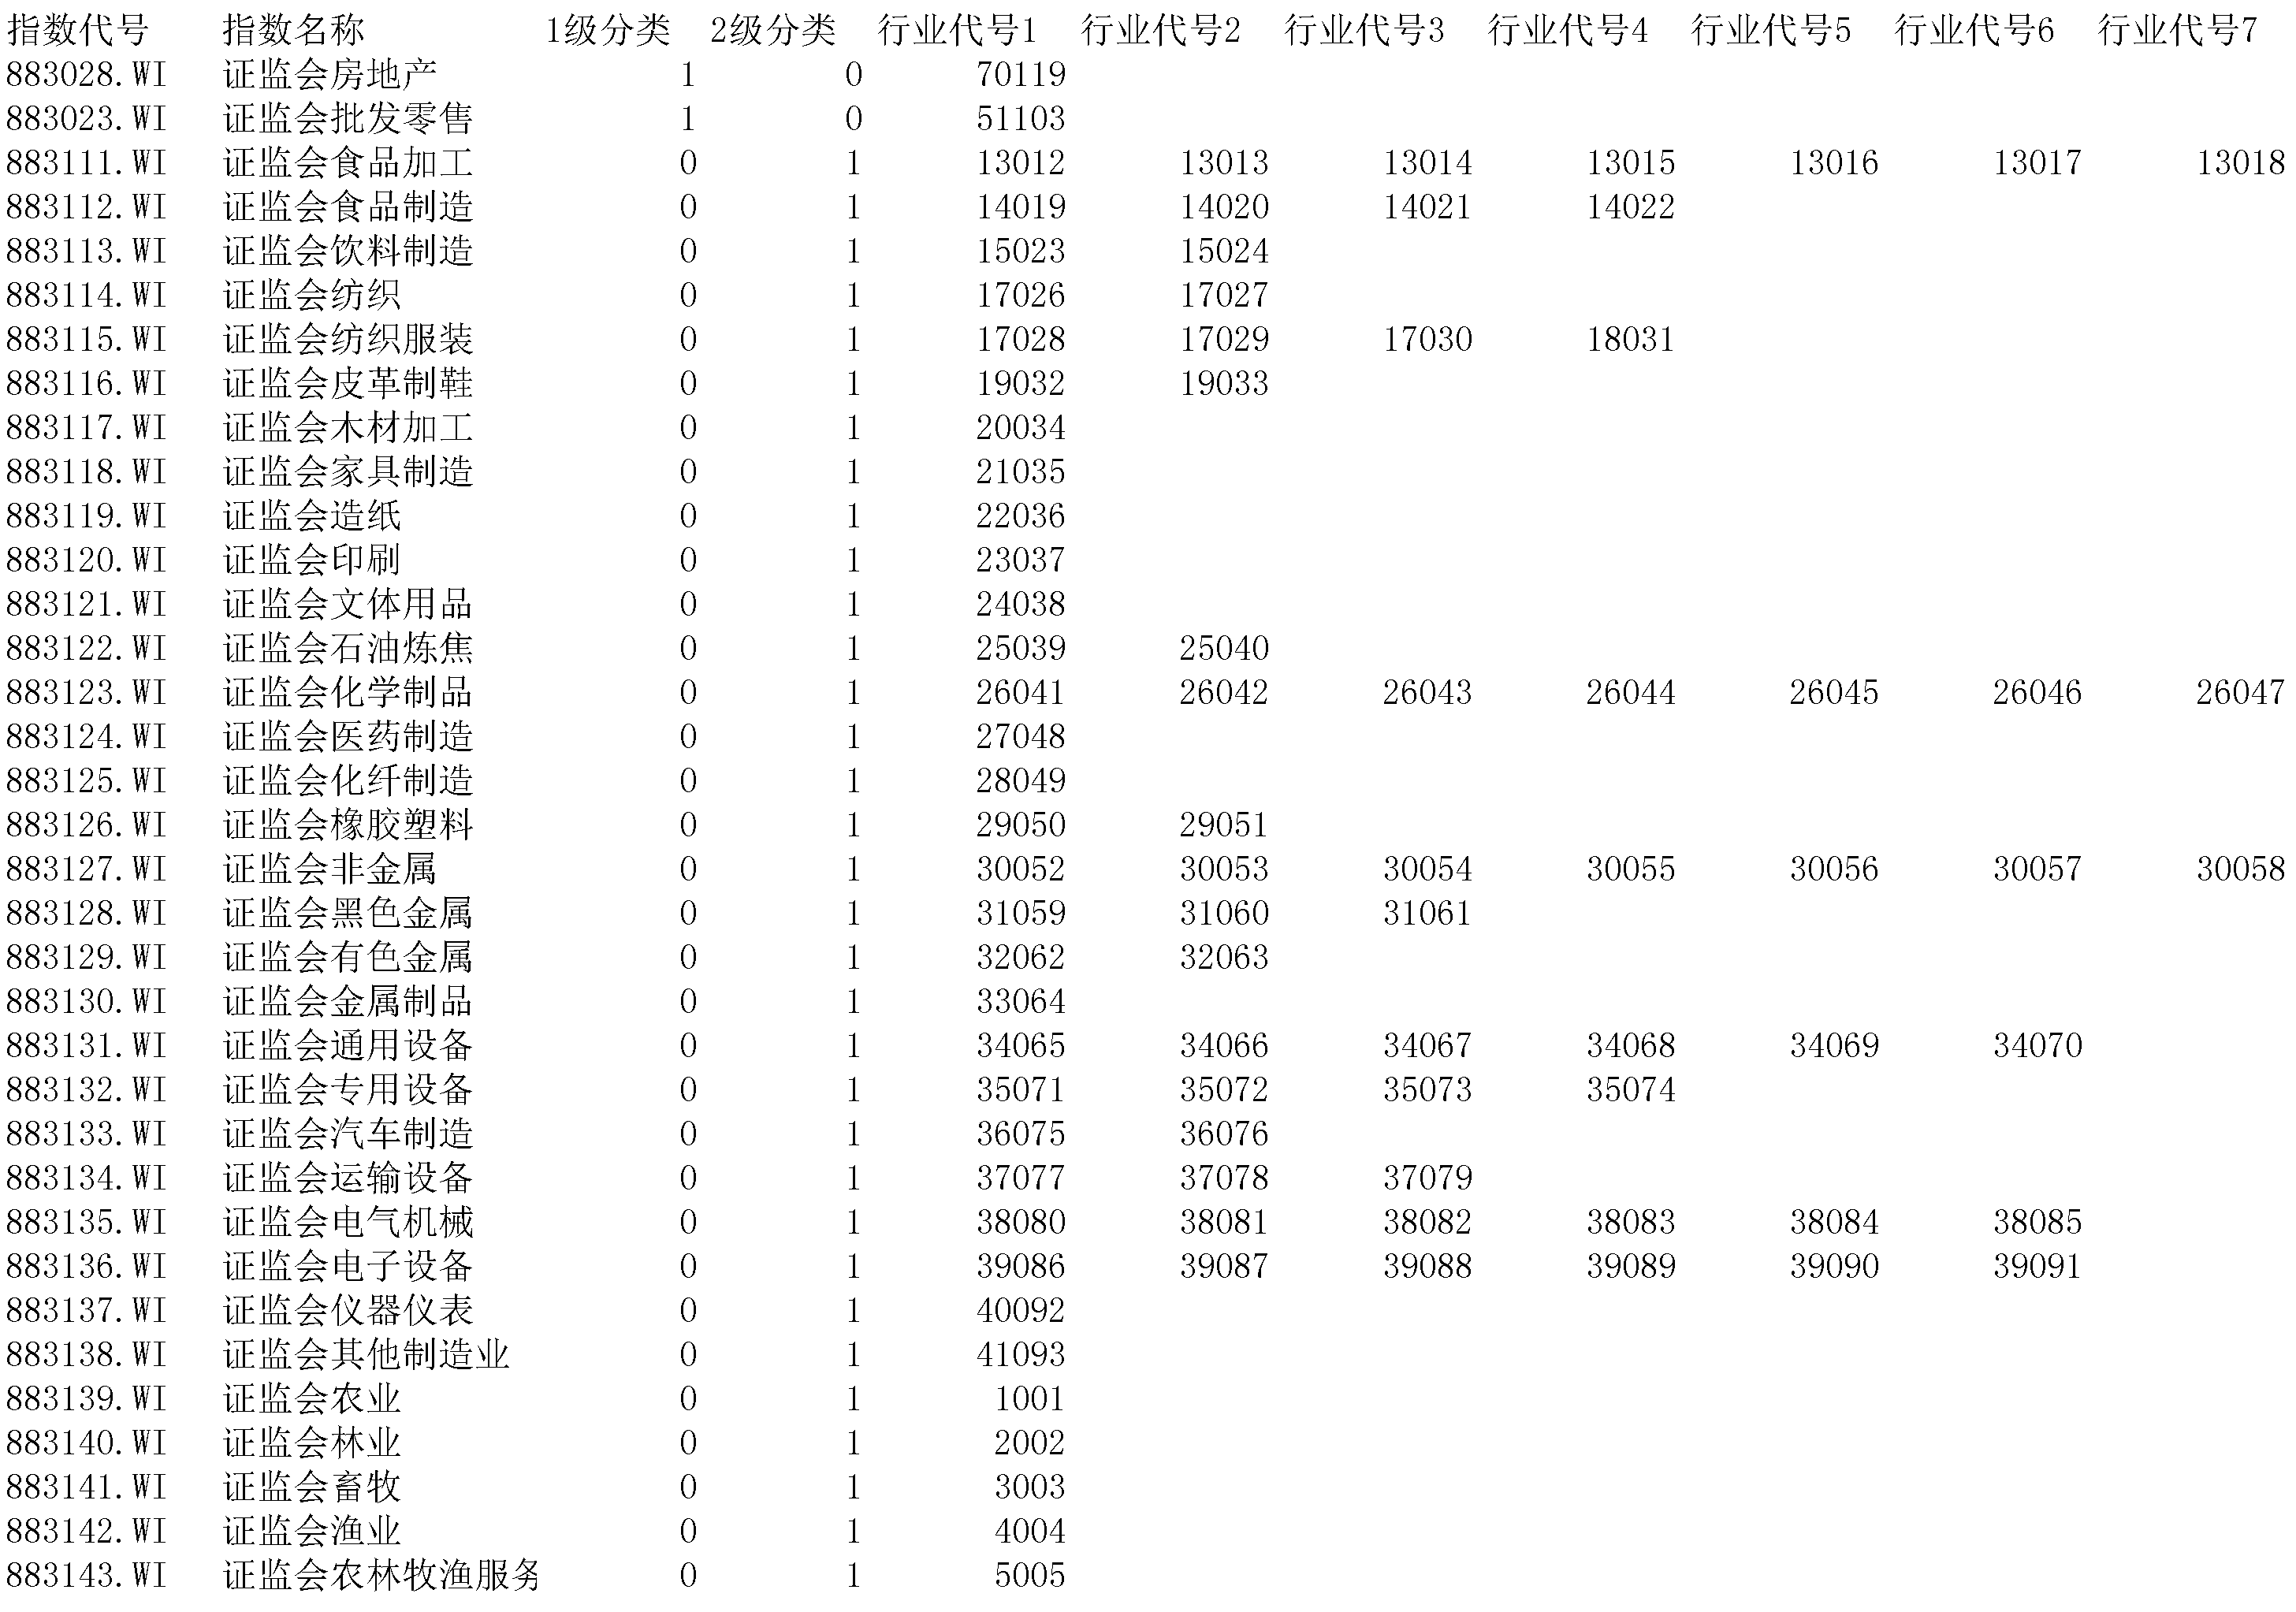 指数代号 指数名称 1级分类 2级分类 行业代号1 行业代号2 行业代号3 行业代号4 行业代号5 行业代号6 行业代号7
883028.WI 证监会房地产 1 0 70119
883023.WI 证监会批发零售 1 0 51103
883111.WI 证监会食品加工 0 1 13012 13013 13014 13015 13016 13017 13018
883112.WI 证监会食品制造 0 1 14019 14020 14021 14022
883113.WI 证监会饮料制造 0 1 15023 15024
883114.WI 证监会纺织 0 1 17026 17027
883115.WI 证监会纺织服装 0 1 17028 17029 17030 18031
883116.WI 证监会皮革制鞋 0 1 19032 19033
883117.WI 证监会木材加工 0 1 20034
883118.WI 证监会家具制造 0 1 21035
883119.WI 证监会造纸 0 1 22036
883120.WI 证监会印刷 0 1 23037
883121.WI 证监会文体用品 0 1 24038
883122.WI 证监会石油炼焦 0 1 25039 25040
883123.WI 证监会化学制品 0 1 26041 26042 26043 26044 26045 26046 26047
883124.WI 证监会医药制造 0 1 27048
883125.WI 证监会化纤制造 0 1 28049
883126.WI 证监会橡胶塑料 0 1 29050 29051
883127.WI 证监会非金属 0 1 30052 30053 30054 30055 30056 30057 30058
883128.WI 证监会黑色金属 0 1 31059 31060 31061
883129.WI 证监会有色金属 0 1 32062 32063
883130.WI 证监会金属制品 0 1 33064
883131.WI 证监会通用设备 0 1 34065 34066 34067 34068 34069 34070
883132.WI 证监会专用设备 0 1 35071 35072 35073 35074
883133.WI 证监会汽车制造 0 1 36075 36076
883134.WI 证监会运输设备 0 1 37077 37078 37079
883135.WI 证监会电气机械 0 1 38080 38081 38082 38083 38084 38085
883136.WI 证监会电子设备 0 1 39086 39087 39088 39089 39090 39091
883137.WI 证监会仪器仪表 0 1 40092
883138.WI 证监会其他制造业 0 1 41093
883139.WI 证监会农业 0 1 1001
883140.WI 证监会林业 0 1 2002
883141.WI 证监会畜牧 0 1 3003
883142.WI 证监会渔业 0 1 4004
883143.WI 证监会农林牧渔服务 0 1 5005